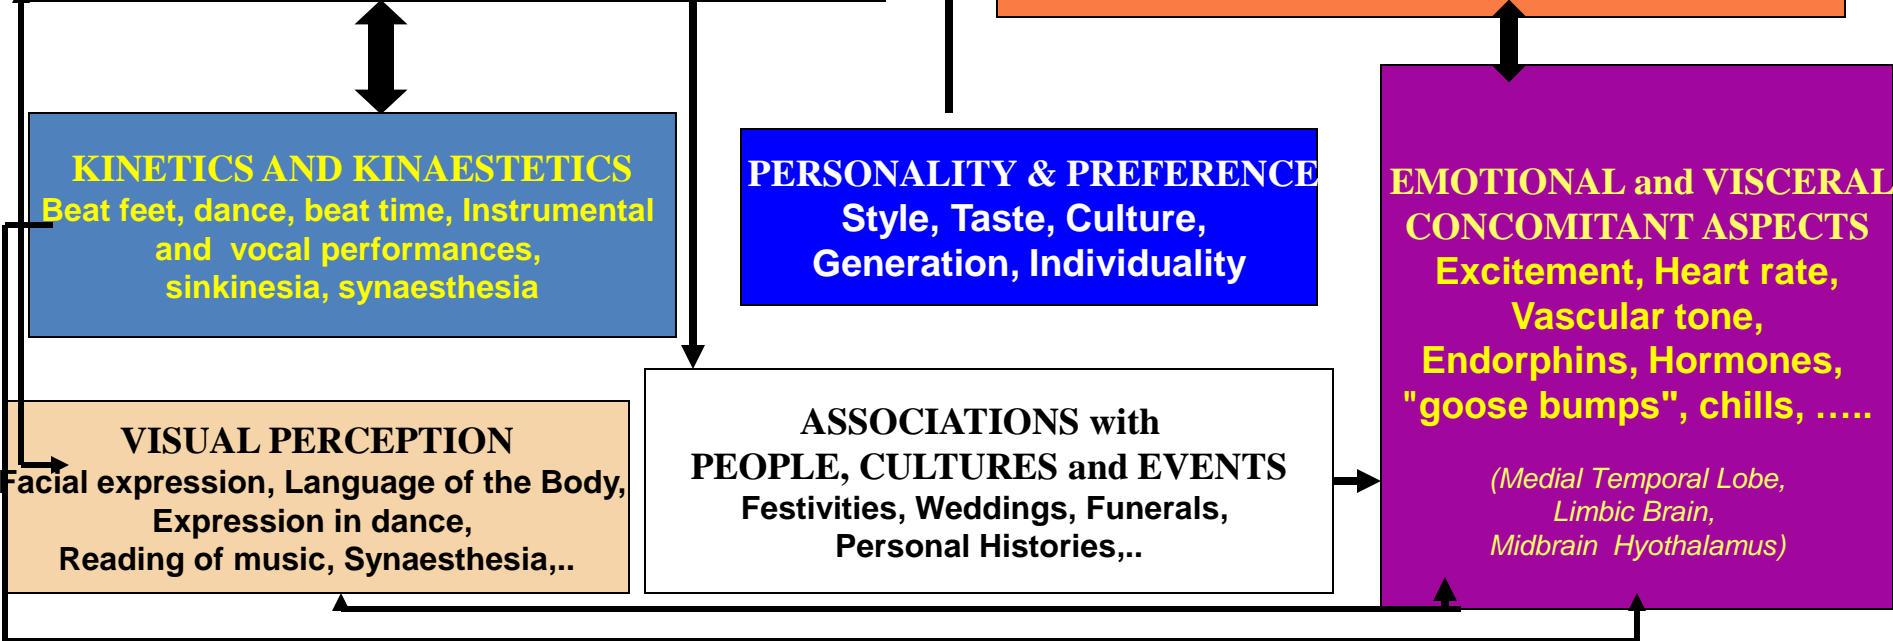 KINETICS AND KINAESTETICS
Beat feet, dance, beat time, Instrumental
and vocal performances,
sinkinesia, synaesthesia
PERSONALITY & PREFERENCE
Style, Taste, Culture,
Generation, Individuality
EMOTIONAL and VISCERAL
CONCOMITANT ASPECTS
Excitement, Heart rate,
Vascular tone,
Endorphins, Hormones,
"goose bumps", chills, …..
(Medial Temporal Lobe,
Limbic Brain,
Midbrain Hyothalamus)
VISUAL PERCEPTION
Facial expression, Language of the Body,
Expression in dance,
Reading of music, Synaesthesia,..
ASSOCIATIONS with
PEOPLE, CULTURES and EVENTS
Festivities, Weddings, Funerals,
Personal Histories,..